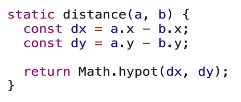 static distance(a, b) {
  const dx = a.x - b.x;
  const dy = a.y - b.y;

  return Math.hypot(dx, dy);
}